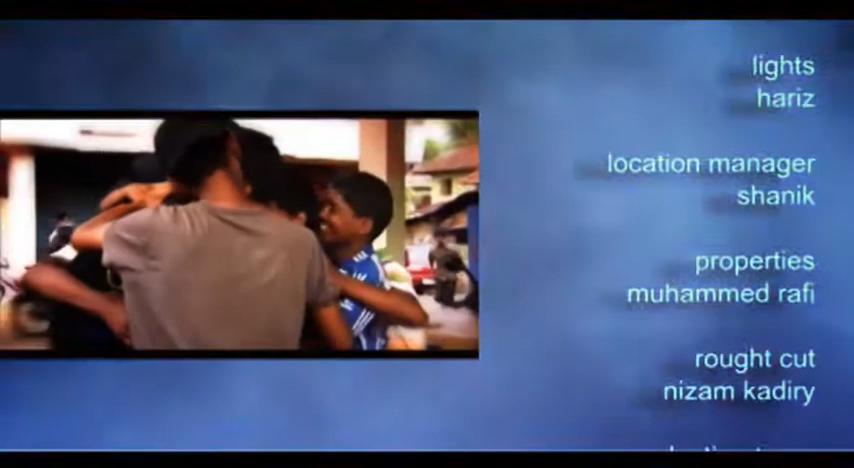 lights
hariz
location manager
shanik
properties
muhammed rafi
rought cut
nizam kadiry